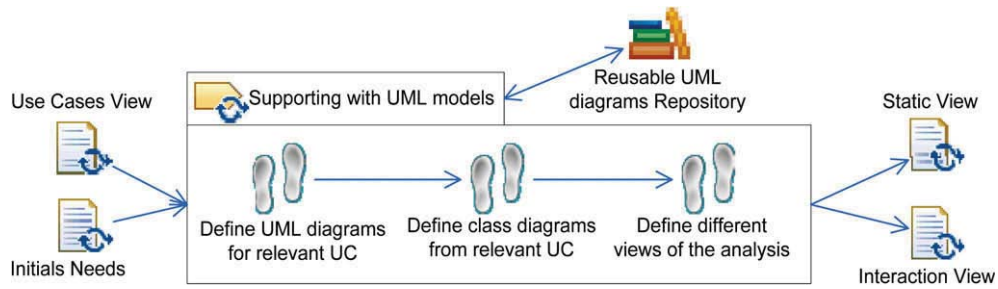 Use Cases View
Initials Needs
Supporting with UML models
Reusable UML
diagrams Repository
Define UML diagrams
for relevant UC
Define class diagrams
from relevant UC
Define different
views of the analysis
Static View
Interaction View